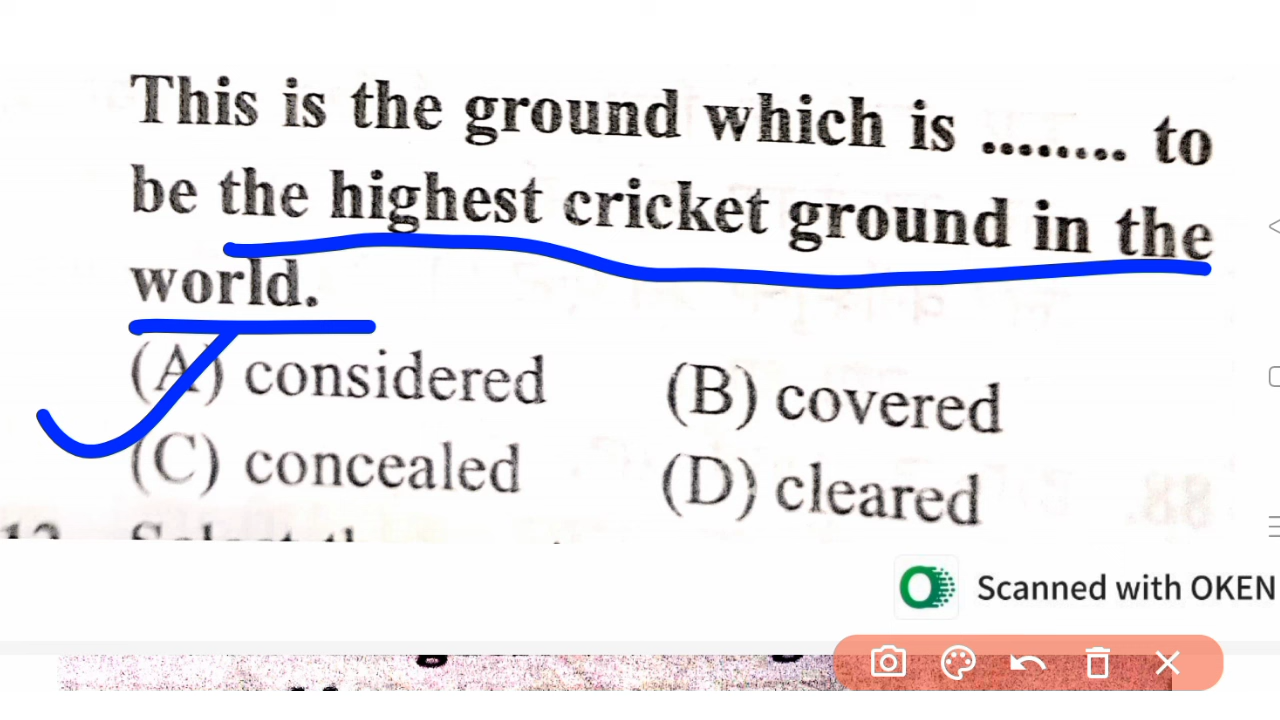 This is the ground which is ........ to
be the highest cricket ground in the
world.
(A) considered (B) covered
(C) concealed (D) cleared
Scanned with OKEN